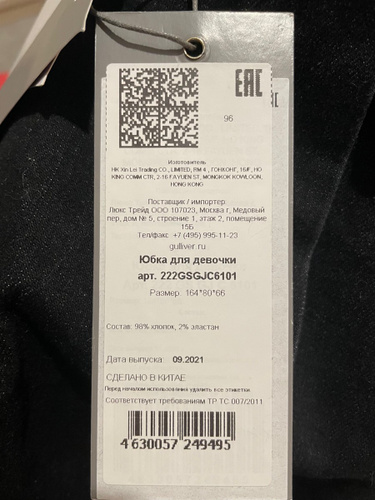 EAC
96
Изготовитель
HK Xin Lei Trading CO., LIMITED, RM 4 , ГОНКОНГ, 16/F, HO
KING COMM CTR, 2-16 FAYUEN ST, MONGKOK KOWLOON,
HONG KONG
Поставщик / импортер
Люкс Трейд ООО 107023, Москва г, Медовый
пер, дом № 5, строение 1, этаж 2, помещение
15Б
Тел/факс +7 (495) 995-11-23
gulliver.ru
Юбка для девочки
арт. 222GSGJC6101
Размер: 164*80*66
Состав: 98% хлопок, 2% эластан
Дата выпуска: 09.2021
СДЕЛАНО В КИТАЕ
Перед началом использования удалить все этикетки
Соответствует требованиям ТР ТС 007/2011
4 630057 249495